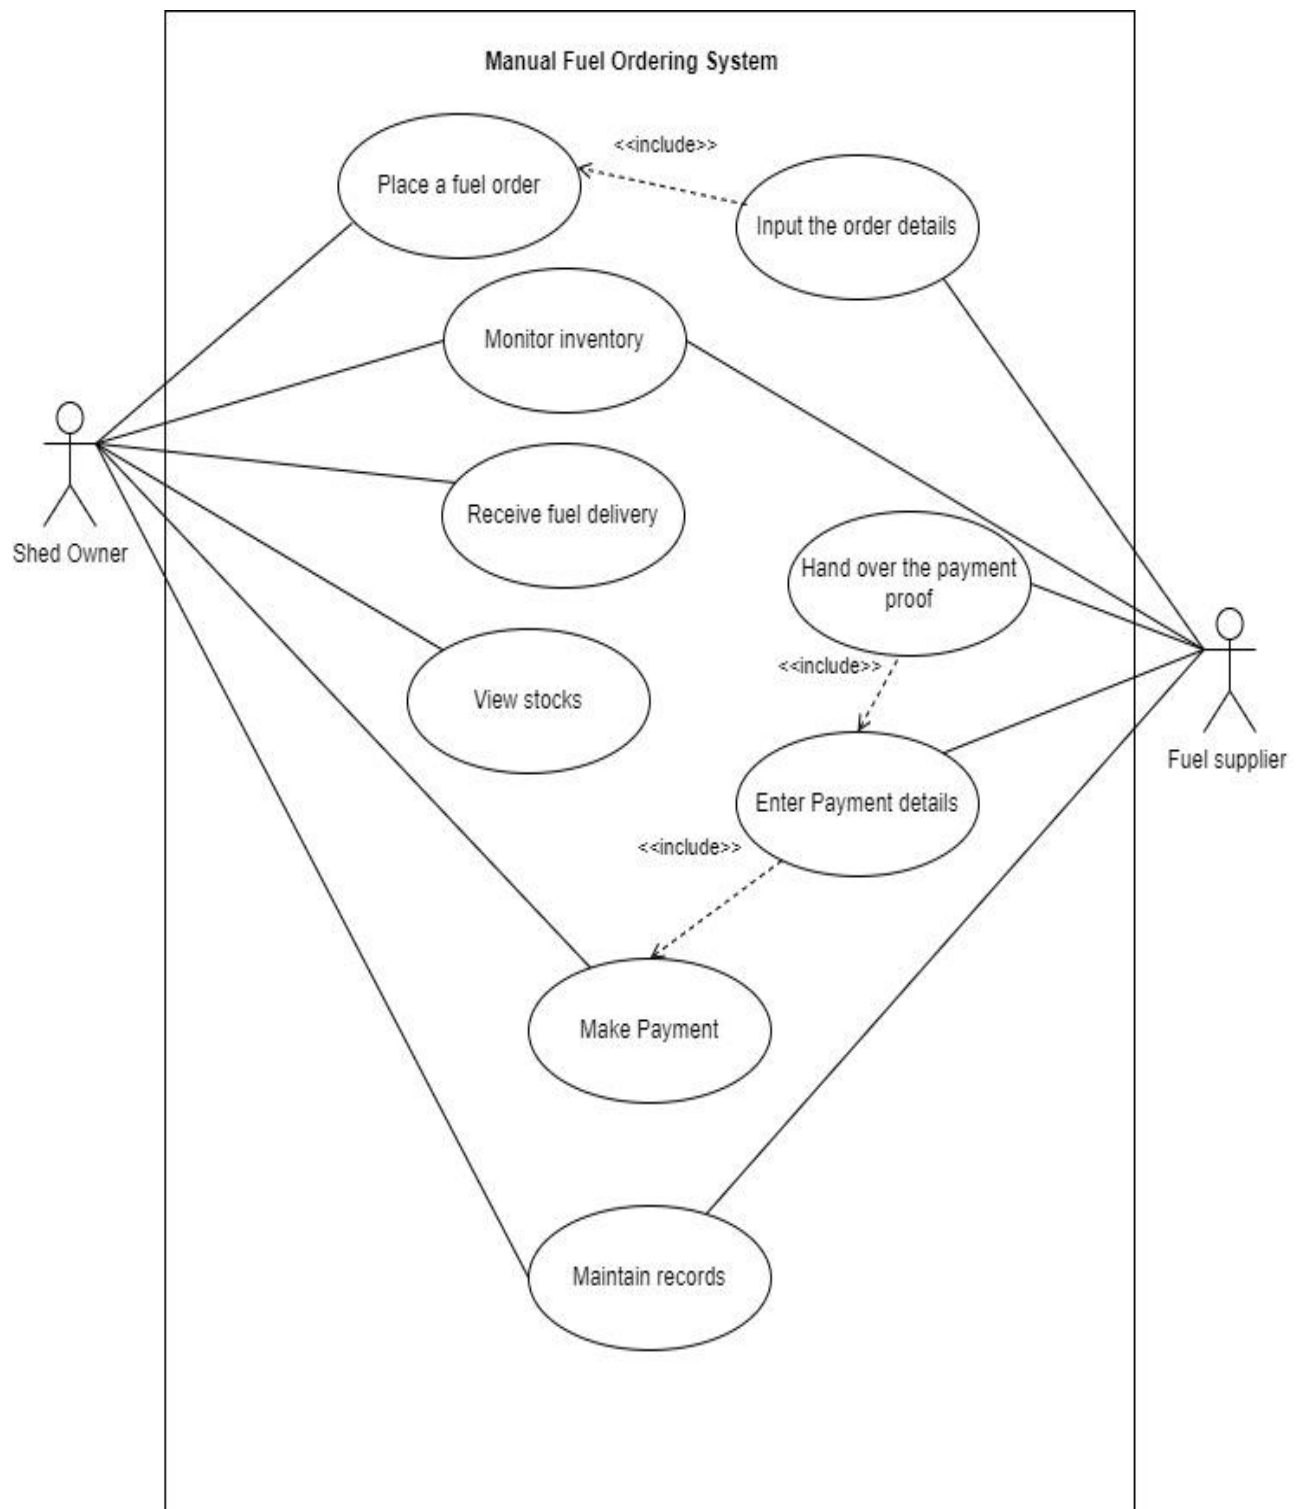 Manual Fuel Ordering System
<<include>>
Place a fuel order
Input the order details
Monitor inventory
Receive fuel delivery
Shed Owner
Hand over the payment
proof
<<include>>
View stocks
Fuel supplier
Enter Payment details
<<include>>
Make Payment
Maintain records